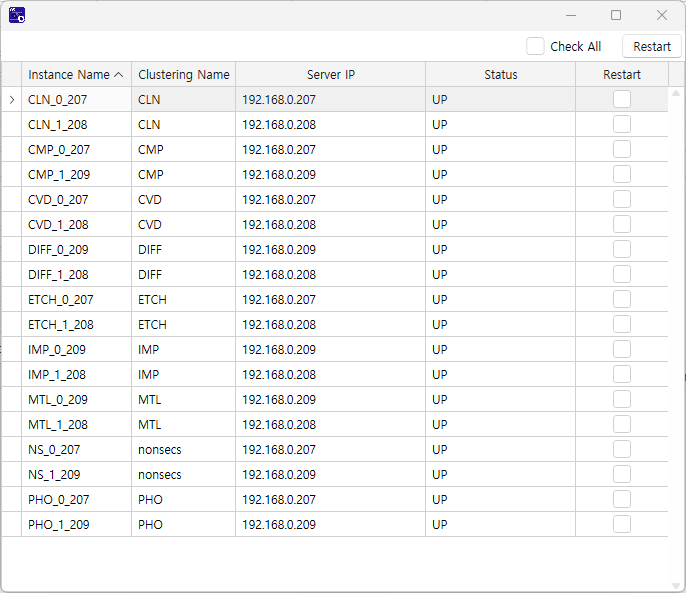 Check All Restart
Instance Name Clustering Name Server IP Status Restart
CLN_0_207 CLN 192.168.0.207 UP
CLN_1_208 CLN 192.168.0.208 UP
CMP_0_207 CMP 192.168.0.207 UP
CMP_1_209 CMP 192.168.0.209 UP
CVD_0_207 CVD 192.168.0.207 UP
CVD_1_208 CVD 192.168.0.208 UP
DIFF_0_209 DIFF 192.168.0.209 UP
DIFF_1_208 DIFF 192.168.0.208 UP
ETCH_0_207 ETCH 192.168.0.207 UP
ETCH_1_208 ETCH 192.168.0.208 UP
IMP_0_209 IMP 192.168.0.209 UP
IMP_1_208 IMP 192.168.0.208 UP
MTL_0_209 MTL 192.168.0.209 UP
MTL_1_208 MTL 192.168.0.208 UP
NS_0_207 nonsecs 192.168.0.207 UP
NS_1_209 nonsecs 192.168.0.209 UP
PHO_0_207 PHO 192.168.0.207 UP
PHO_1_209 PHO 192.168.0.209 UP